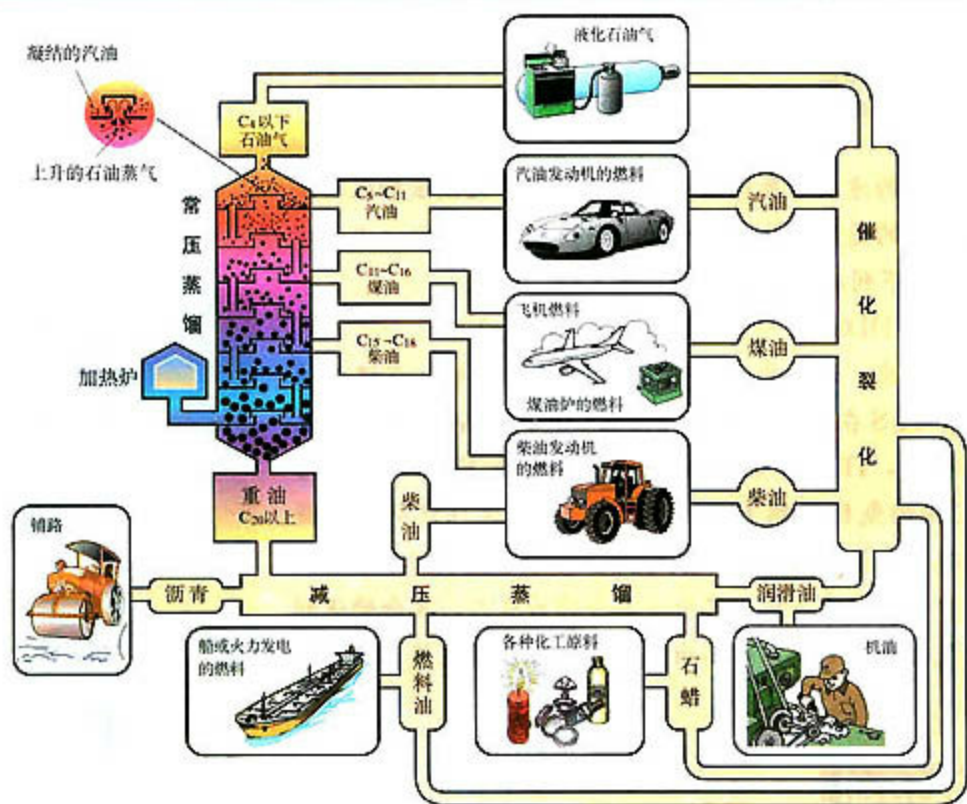 凝结的汽油
上升的石油蒸气
C₄以下
石油气
液化石油气
常压蒸馏
C₅~C₁₁
汽油
汽油发动机的燃料
汽油
催化裂化
C₁₁~C₁₆
煤油
飞机燃料
煤油炉的燃料
煤油
C₁₅~C₁₈
柴油
加热炉
柴油发动机
的燃料
柴油
重油
C₂₀以上
柴油
铺路
沥青
减压蒸馏
润滑油
船或火力发电
的燃料
燃料油
各种化工原料
石蜡
机油